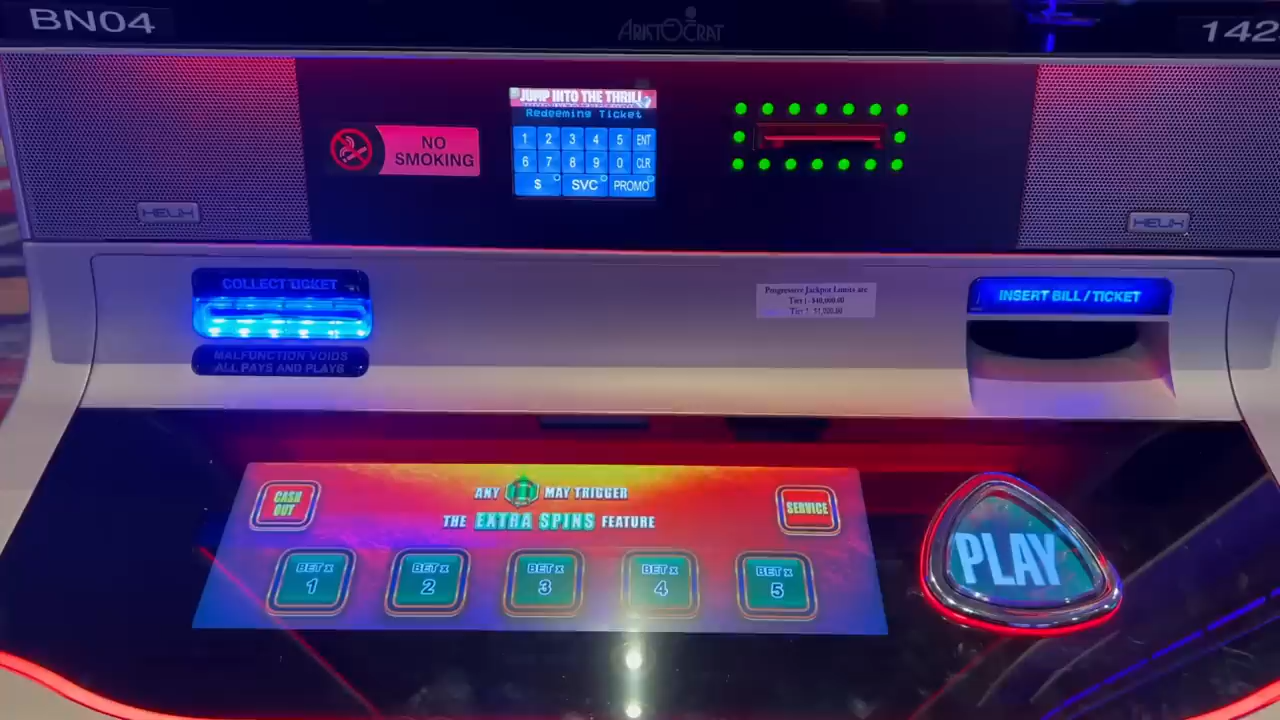 BN04
ARISTOCRAT
142
JUMP INTO THE THRILL
Redeeming Ticket
1 2 3 4 5 ENT
6 7 8 9 0 CLR
$ SVC PROMO
NO
SMOKING
HELIX
HELIX
COLLECT TICKET
MALFUNCTION VOIDS
ALL PAYS AND PLAYS
Progressive Jackpot Limits are
Tier 1- $40,000.00
Tier $1,000.00
INSERT BILL / TICKET
CASH
OUT
ANY MAY TRIGGER
THE EXTRA SPINS FEATURE
SERVICE
BET x
1
BET x
2
BET x
3
BET x
4
BET x
5
PLAY